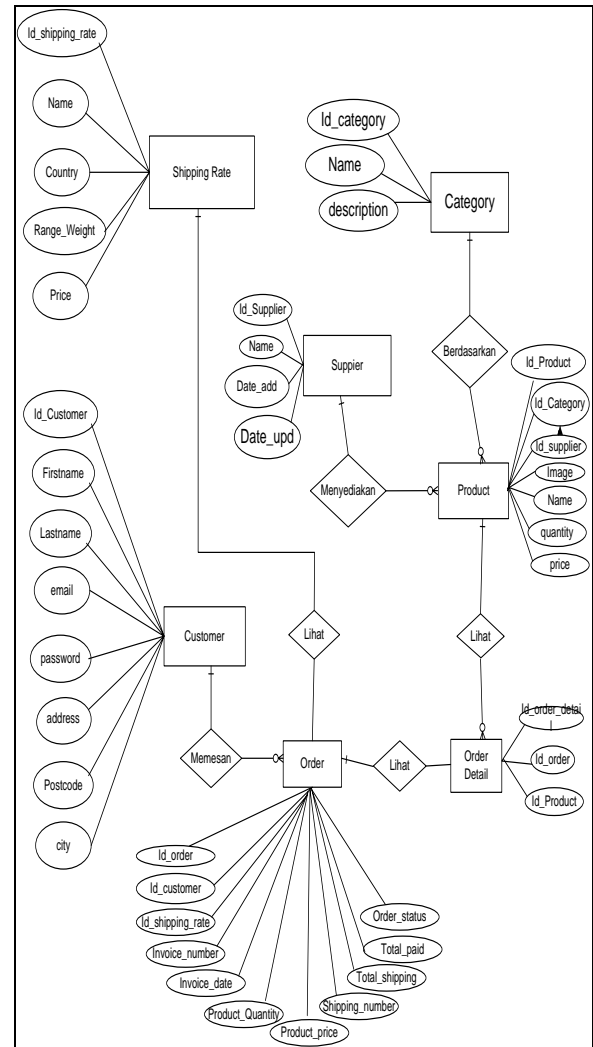 Id_shipping_rate
Name
Country
Range_Weight
Price
Shipping Rate
Id_category
Name
description
Category
Id_Supplier
Name
Date_add
Date_upd
Suppier
Berdasarkan
Id_Product
Id_Category
Id_supplier
Image
Name
quantity
price
Menyediakan
Product
Id_Customer
Firstname
Lastname
email
password
address
Postcode
city
Customer
Lihat
Lihat
Memesan
Order
Lihat
Order
Detail
Id_order_detai
l
Id_order
Id_Product
Id_order
Id_customer
Id_shipping_rate
Invoice_number
Invoice_date
Product_Quantity
Product_price
Shipping_number
Total_shipping
Total_paid
Order_status